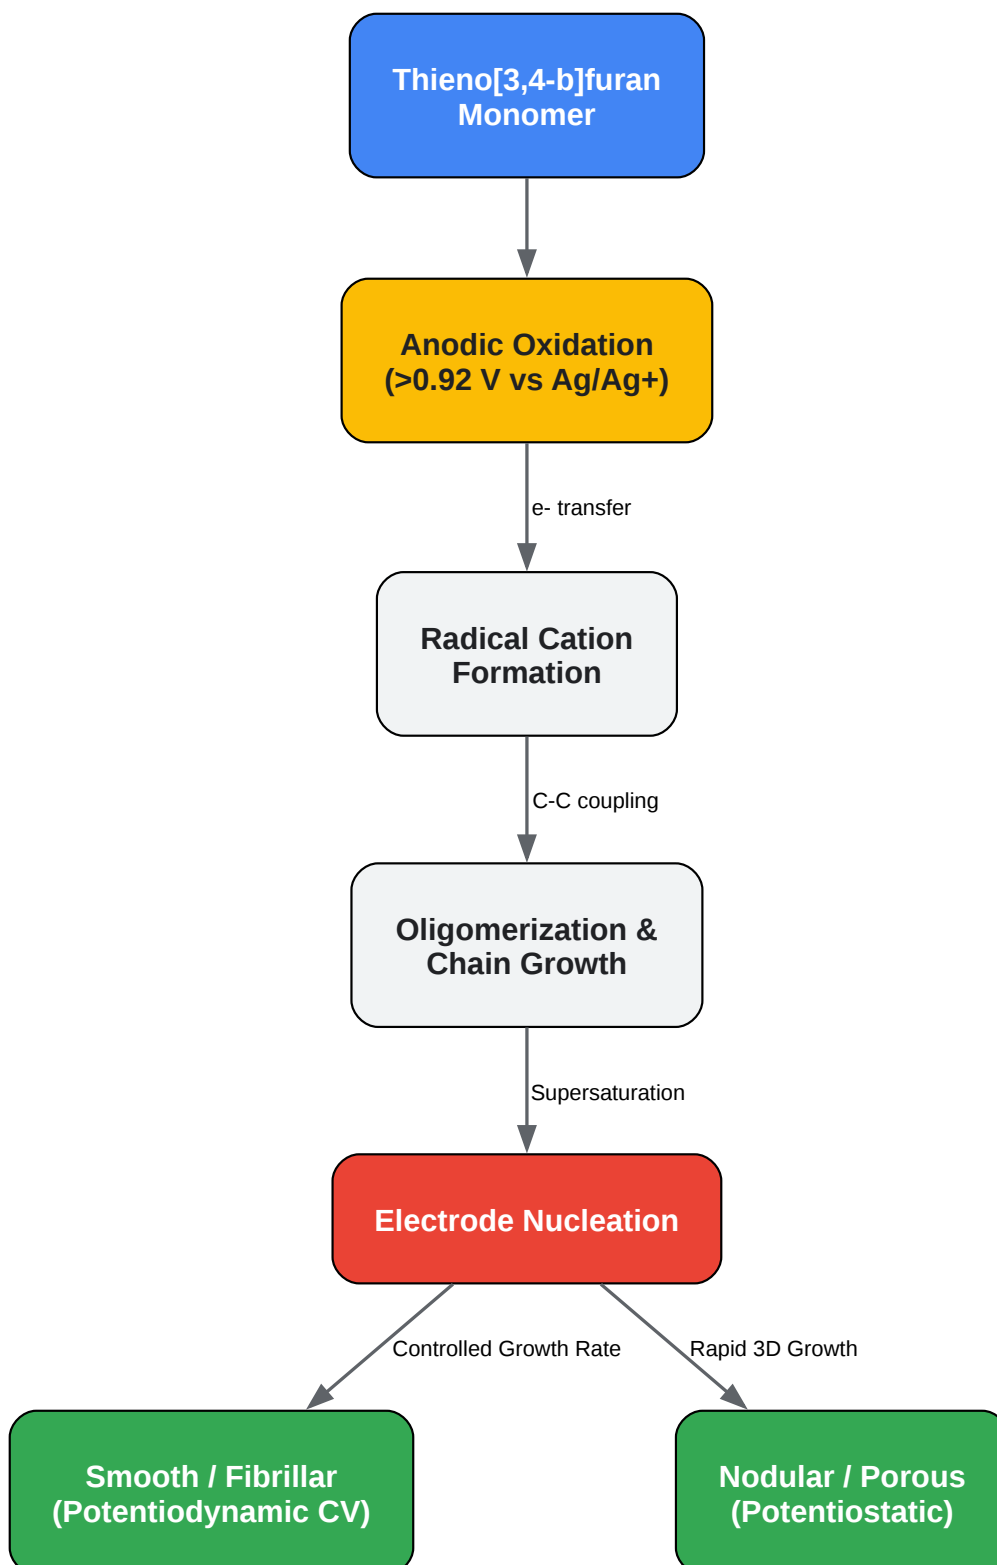 Thieno[3,4-b]furan
Monomer
Anodic Oxidation
(>0.92 V vs Ag/Ag+)
e- transfer
Radical Cation
Formation
C-C coupling
Oligomerization &
Chain Growth
Supersaturation
Electrode Nucleation
Controlled Growth Rate
Rapid 3D Growth
Smooth / Fibrillar
(Potentiodynamic CV)
Nodular / Porous
(Potentiostatic)